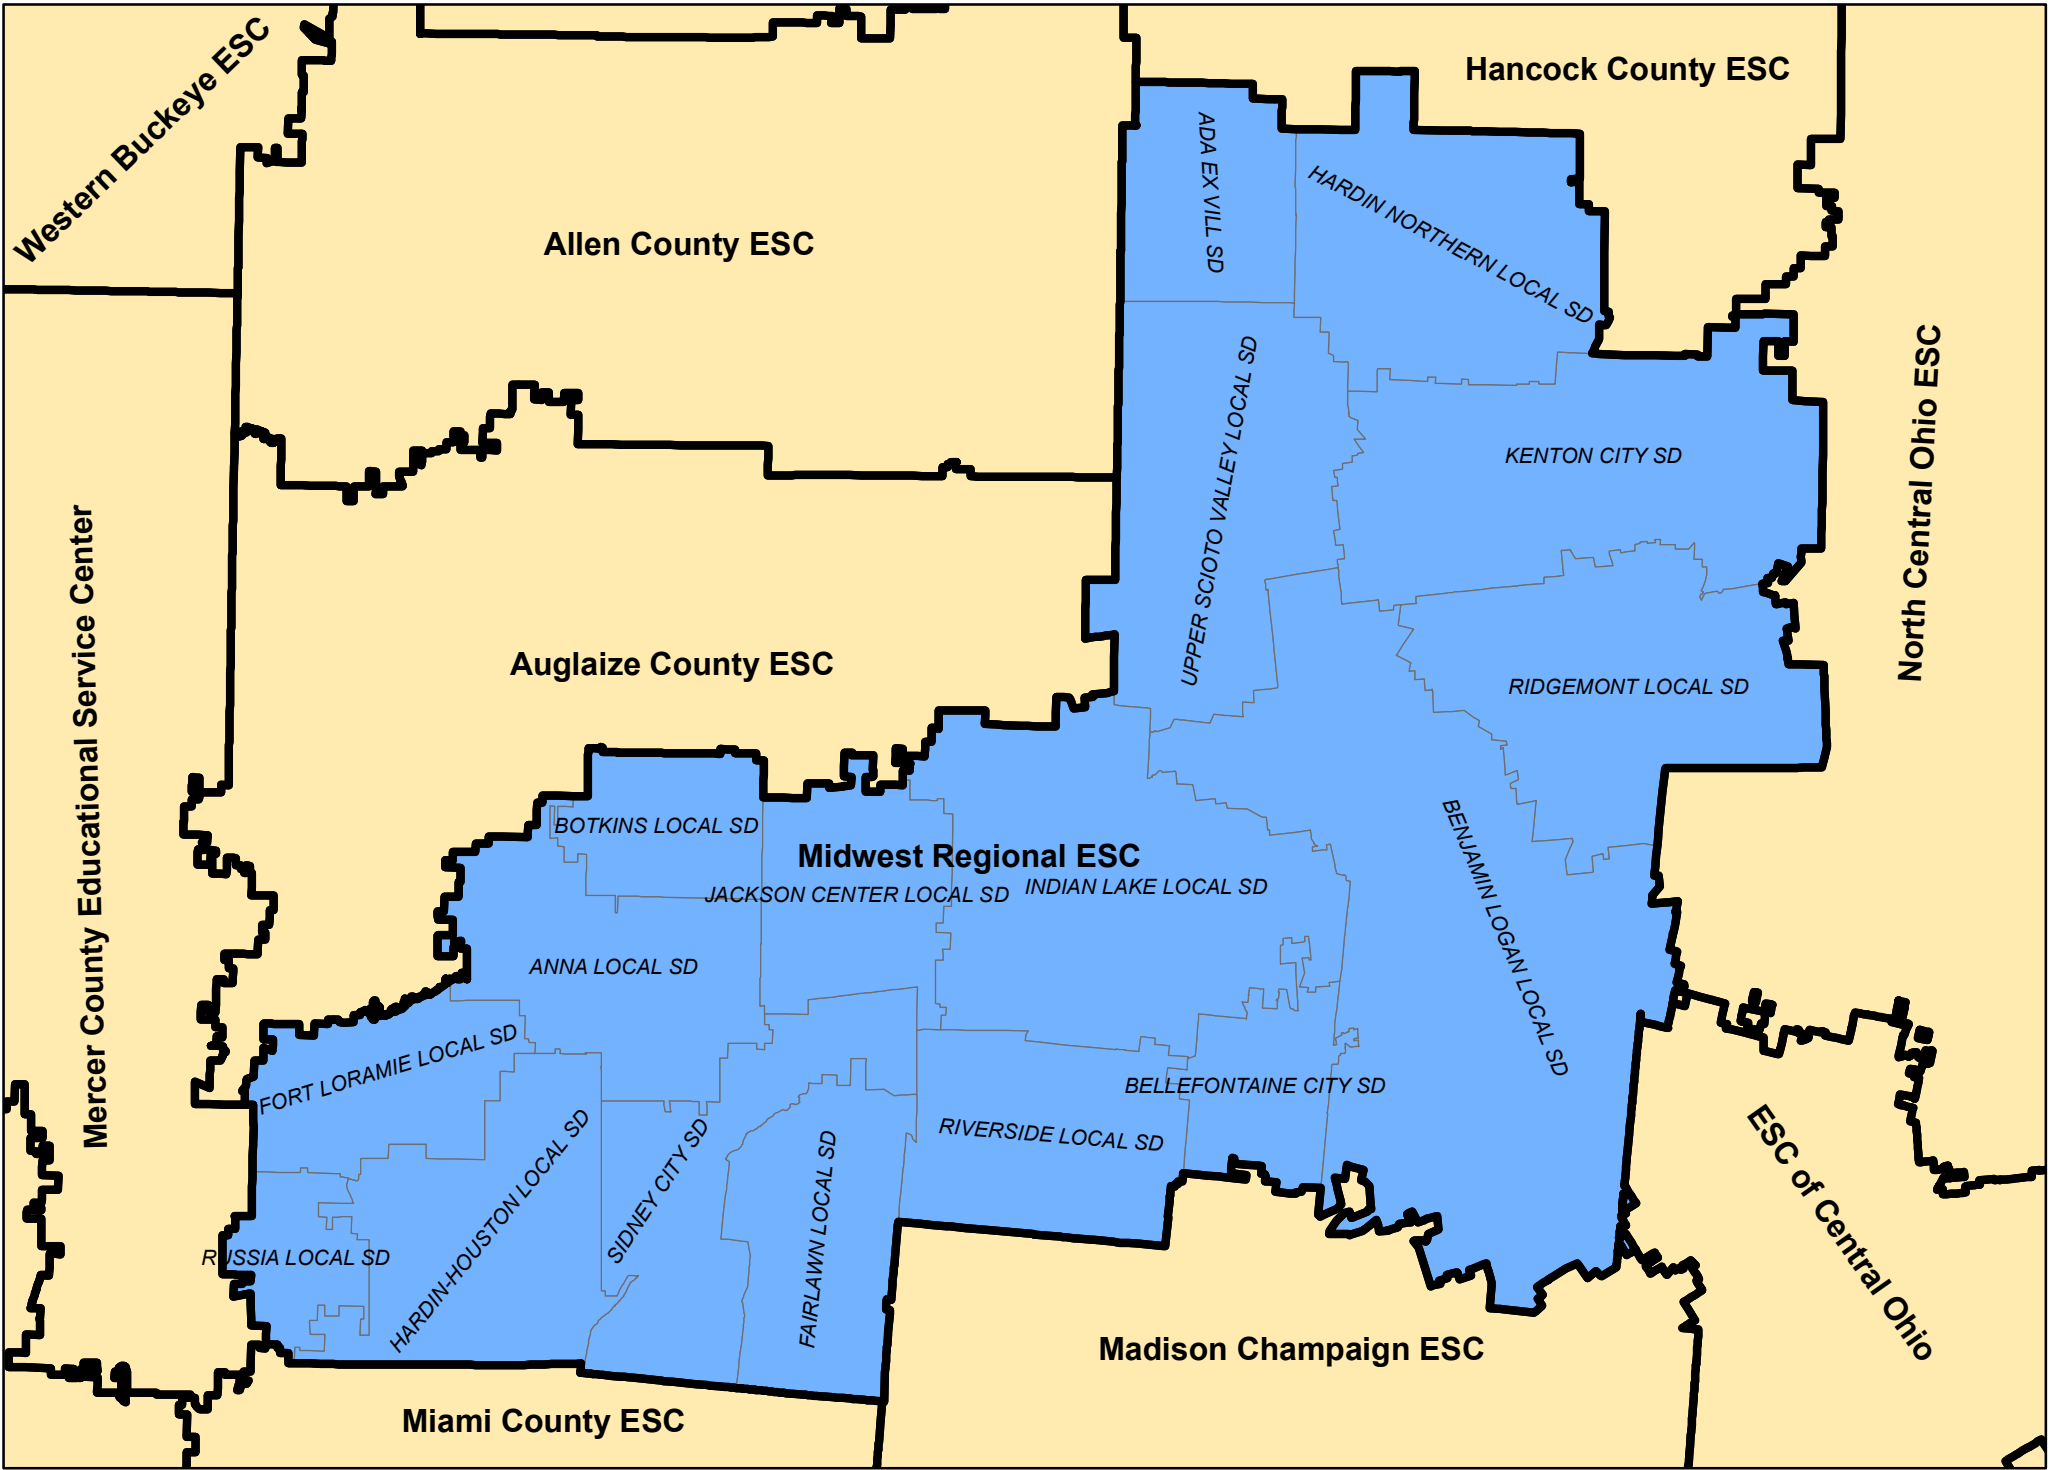 Western Buckeye ESC
Hancock County ESC
Allen County ESC
ADA EX VILL SD
HARDIN NORTHERN LOCAL SD
UPPER SCIOTO VALLEY LOCAL SD
KENTON CITY SD
North Central Ohio ESC
Mercer County Educational Service Center
Auglaize County ESC
RIDGEMONT LOCAL SD
BOTKINS LOCAL SD
Midwest Regional ESC
JACKSON CENTER LOCAL SD
INDIAN LAKE LOCAL SD
BENJAMIN LOGAN LOCAL SD
ANNA LOCAL SD
FORT LORAMIE LOCAL SD
BELLEFONTAINE CITY SD
RIVERSIDE LOCAL SD
HARDIN-HOUSTON LOCAL SD
SIDNEY CITY SD
FAIRLAWN LOCAL SD
RUSSIA LOCAL SD
ESC of Central Ohio
Madison Champaign ESC
Miami County ESC